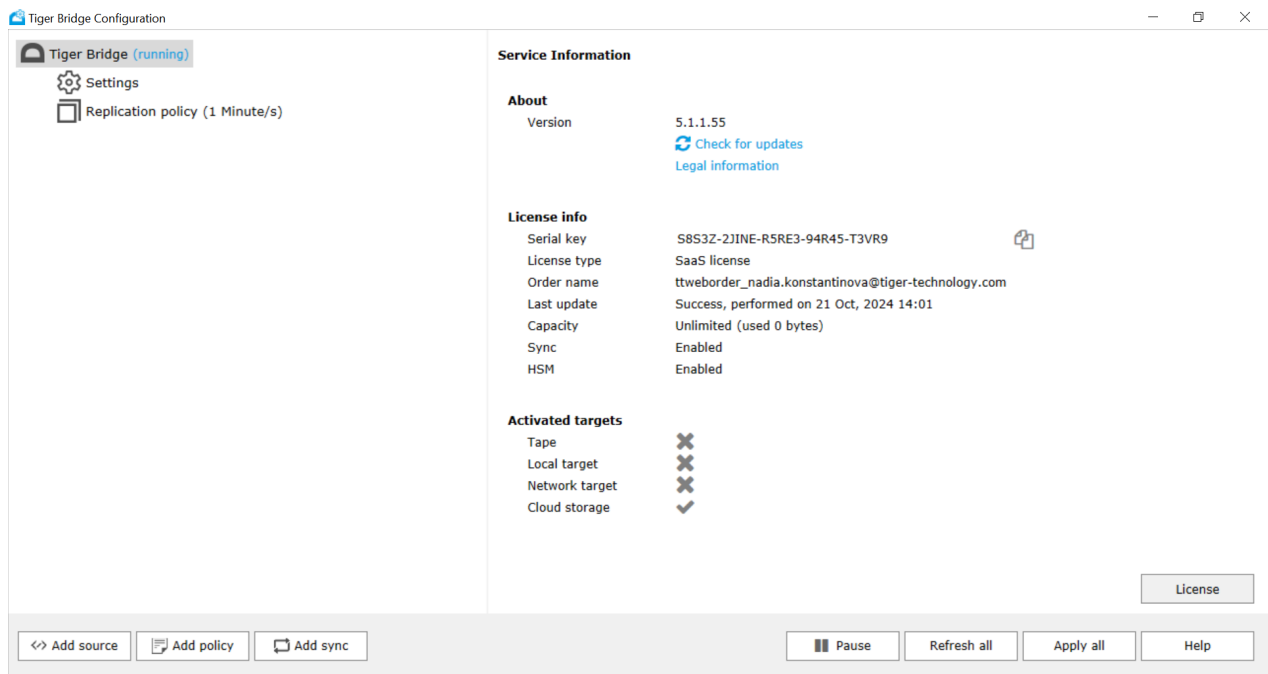 Tiger Bridge Configuration
Tiger Bridge (running)
Settings
Replication policy (1 Minute/s)
Service Information
About
Version 5.1.1.55
Check for updates
Legal information
License info
Serial key S8S3Z-2JINE-R5RE3-94R45-T3VR9
License type SaaS license
Order name ttweborder_nadia.konstantinova@tiger-technology.com
Last update Success, performed on 21 Oct, 2024 14:01
Capacity Unlimited (used 0 bytes)
Sync Enabled
HSM Enabled
Activated targets
Tape
Local target
Network target
Cloud storage
License
Add source Add policy Add sync Pause Refresh all Apply all Help